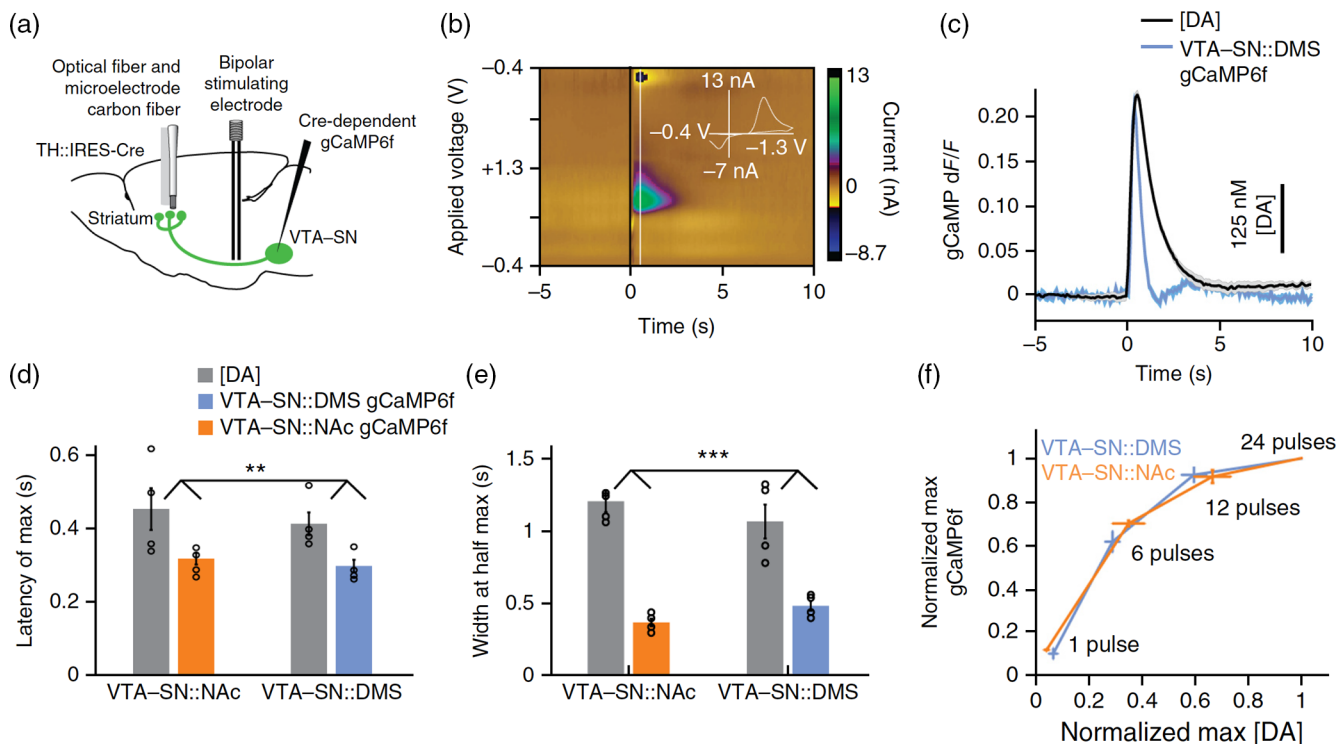 (a)
Optical fiber and
microelectrode
carbon fiber
Bipolar
stimulating
electrode
Cre-dependent
gCaMP6f
TH::IRES-Cre
Striatum
VTA–SN
(b)
Applied voltage (V)
–0.4
+1.3
–0.4
13 nA
–0.4 V
–1.3 V
–7 nA
–5
0
5
10
Time (s)
13
0
–8.7
Current (nA)
(c)
[DA]
VTA–SN::DMS
gCaMP6f
gCaMP dF/F
0.20
0.15
0.10
0.05
0
125 nM
[DA]
–5
0
5
10
Time (s)
(d)
[DA]
VTA–SN::DMS gCaMP6f
VTA–SN::NAc gCaMP6f
Latency of max (s)
0.6
0.4
0.2
0
**
VTA–SN::NAc
VTA–SN::DMS
(e)
Width at half max (s)
1.5
1
0.5
0
***
VTA–SN::NAc
VTA–SN::DMS
(f)
VTA–SN::DMS
VTA–SN::NAc
24 pulses
12 pulses
6 pulses
1 pulse
Normalized max
gCaMP6f
1
0.8
0.6
0.4
0.2
0
0
0.2
0.4
0.6
0.8
1
Normalized max [DA]